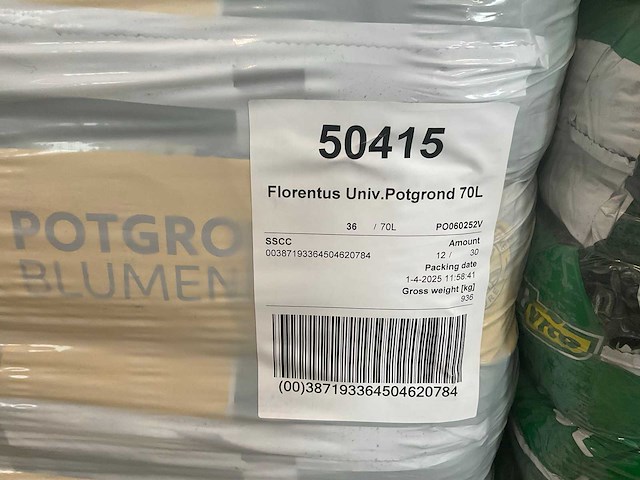 50415
Florentus Univ.Potgrond 70L
36 / 70L PO060252V
SSCC
00387193364504620784
Amount
12 / 30
Packing date
1-4-2025 11:58:41
Gross weight [kg]
936
(00)387193364504620784
POTGRO
BLUMEN